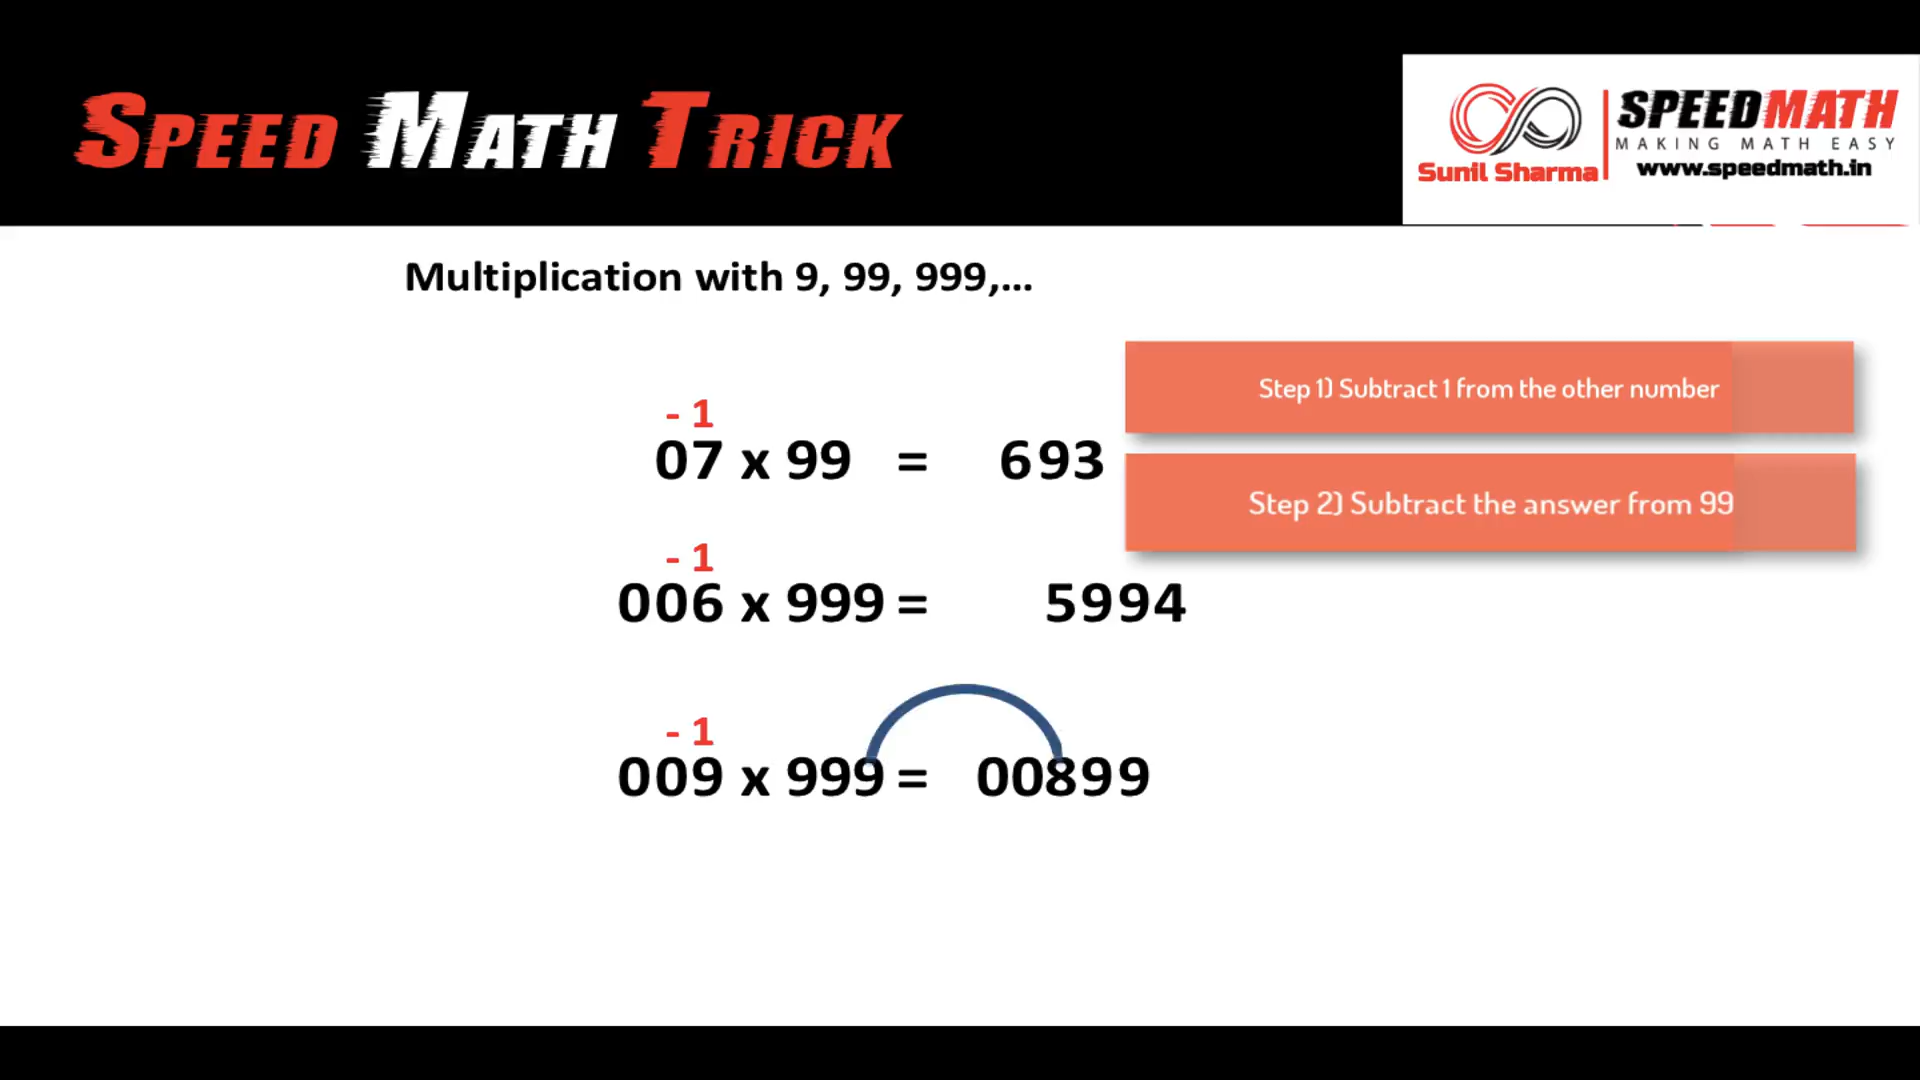 SPEED MATH TRICK
SPEEDMATH
MAKING MATH EASY
Sunil Sharma
www.speedmath.in
Multiplication with 9, 99, 999,...
Step 1) Subtract 1 from the other number
- 1
07 x 99 = 693
Step 2) Subtract the answer from 99
- 1
006 x 999 = 5994
- 1
009 x 999 = 00899